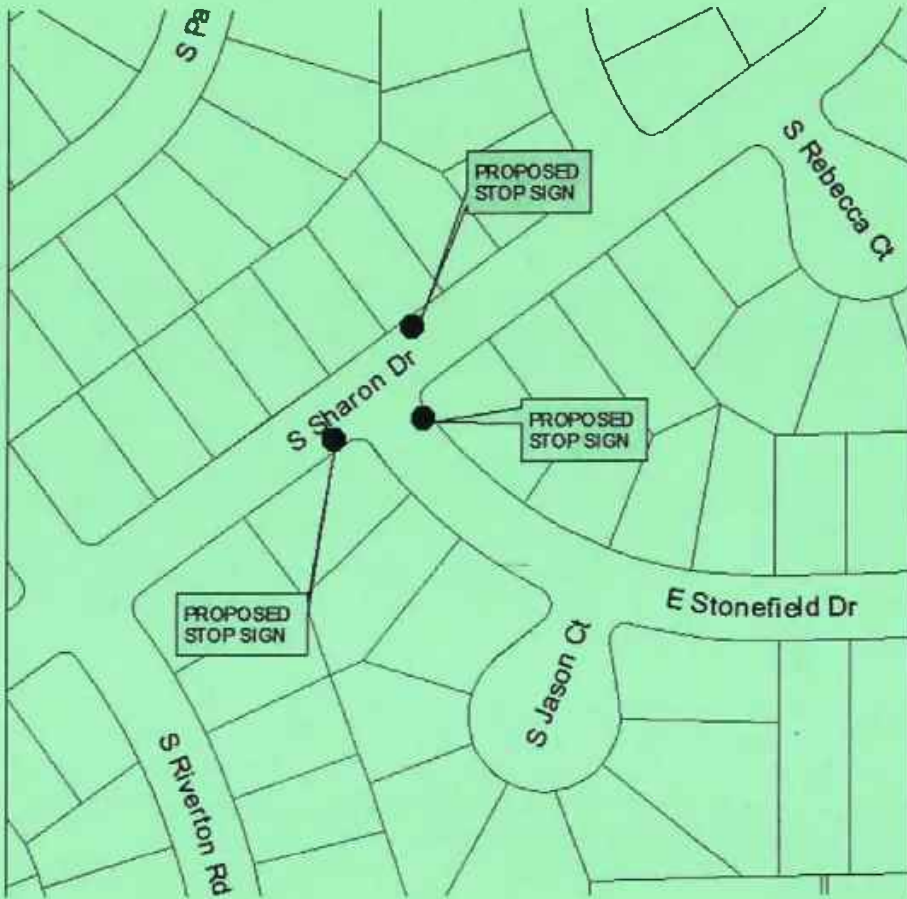 S Pa
S Rebecca Ct
PROPOSED
STOP SIGN
S Sharon Dr
PROPOSED
STOP SIGN
PROPOSED
STOP SIGN
E Stonefield Dr
S Jason Ct
S Riverton Rd